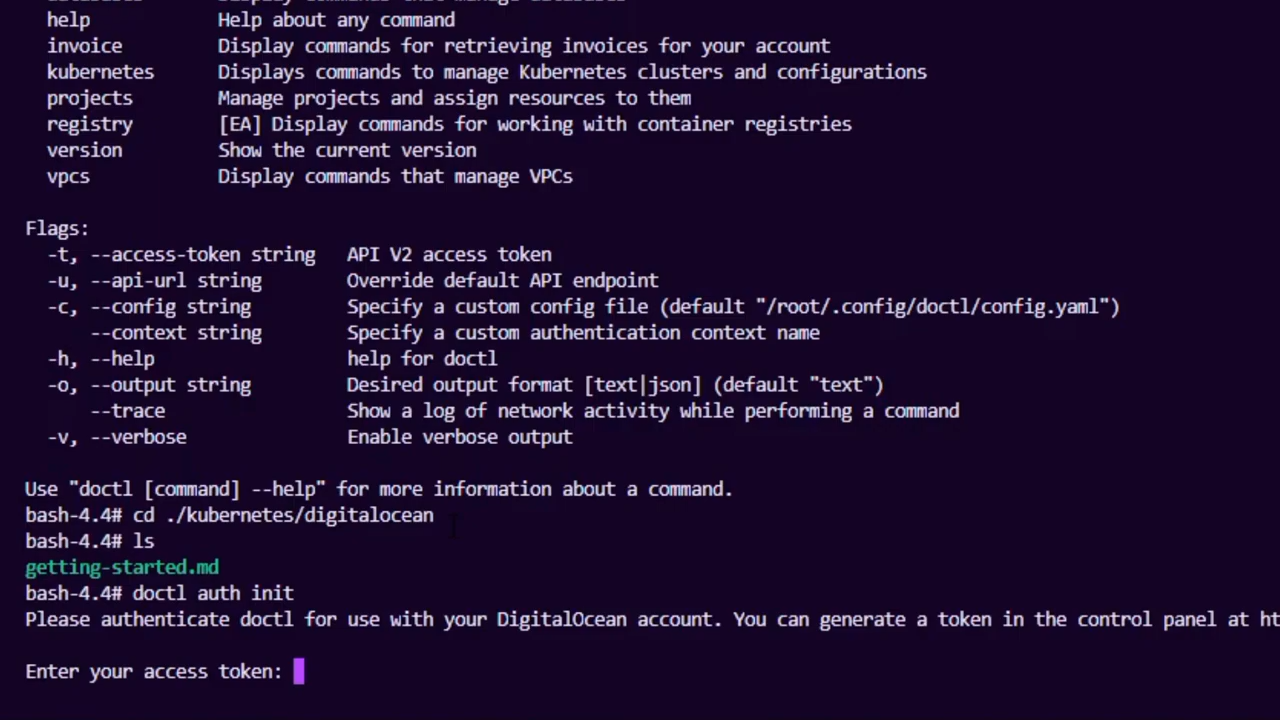 help Help about any command
invoice Display commands for retrieving invoices for your account
kubernetes Displays commands to manage Kubernetes clusters and configurations
projects Manage projects and assign resources to them
registry [EA] Display commands for working with container registries
version Show the current version
vpcs Display commands that manage VPCs
Flags:
-t, --access-token string API V2 access token
-u, --api-url string Override default API endpoint
-c, --config string Specify a custom config file (default "/root/.config/doctl/config.yaml")
--context string Specify a custom authentication context name
-h, --help help for doctl
-o, --output string Desired output format [text|json] (default "text")
--trace Show a log of network activity while performing a command
-v, --verbose Enable verbose output
Use "doctl [command] --help" for more information about a command.
bash-4.4# cd ./kubernetes/digitalocean
bash-4.4# ls
getting-started.md
bash-4.4# doctl auth init
Please authenticate doctl for use with your DigitalOcean account. You can generate a token in the control panel at ht
Enter your access token: